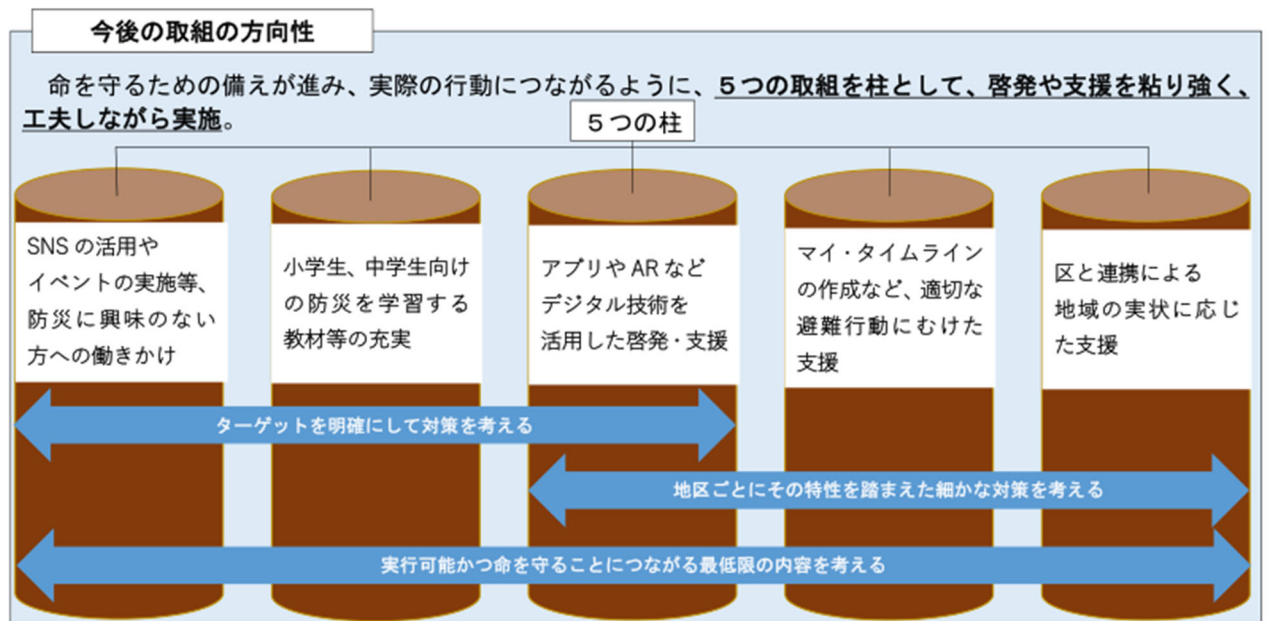 今後の取組の方向性
命を守るための備えが進み、実際の行動につながるように、５つの取組を柱として、啓発や支援を粘り強く、
工夫しながら実施。
５つの柱
SNS の活用や
イベントの実施等、
防災に興味のない
方への働きかけ
小学生、中学生向け
の防災を学習する
教材等の充実
アプリや AR など
デジタル技術を
活用した啓発・支援
マイ・タイムライン
の作成など、適切な
避難行動にむけた
支援
区と連携による
地域の実状に応じ
た支援
ターゲットを明確にして対策を考える
地区ごとにその特性を踏まえた細かな対策を考える
実行可能かつ命を守ることにつながる最低限の内容を考える